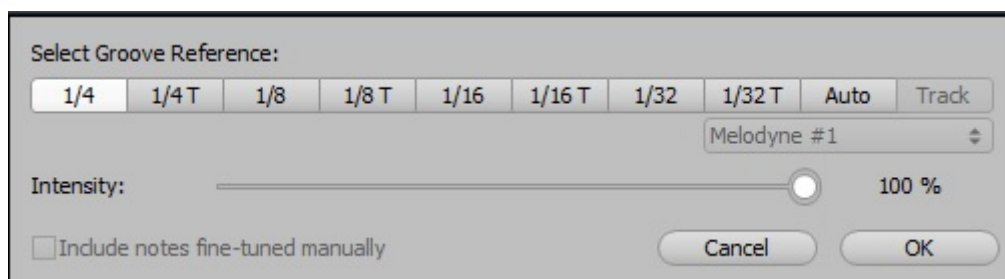 Select Groove Reference:
1/4 1/4 T 1/8 1/8 T 1/16 1/16 T 1/32 1/32 T Auto Track
Melodyne #1
Intensity: 100 %
Include notes fine-tuned manually Cancel OK